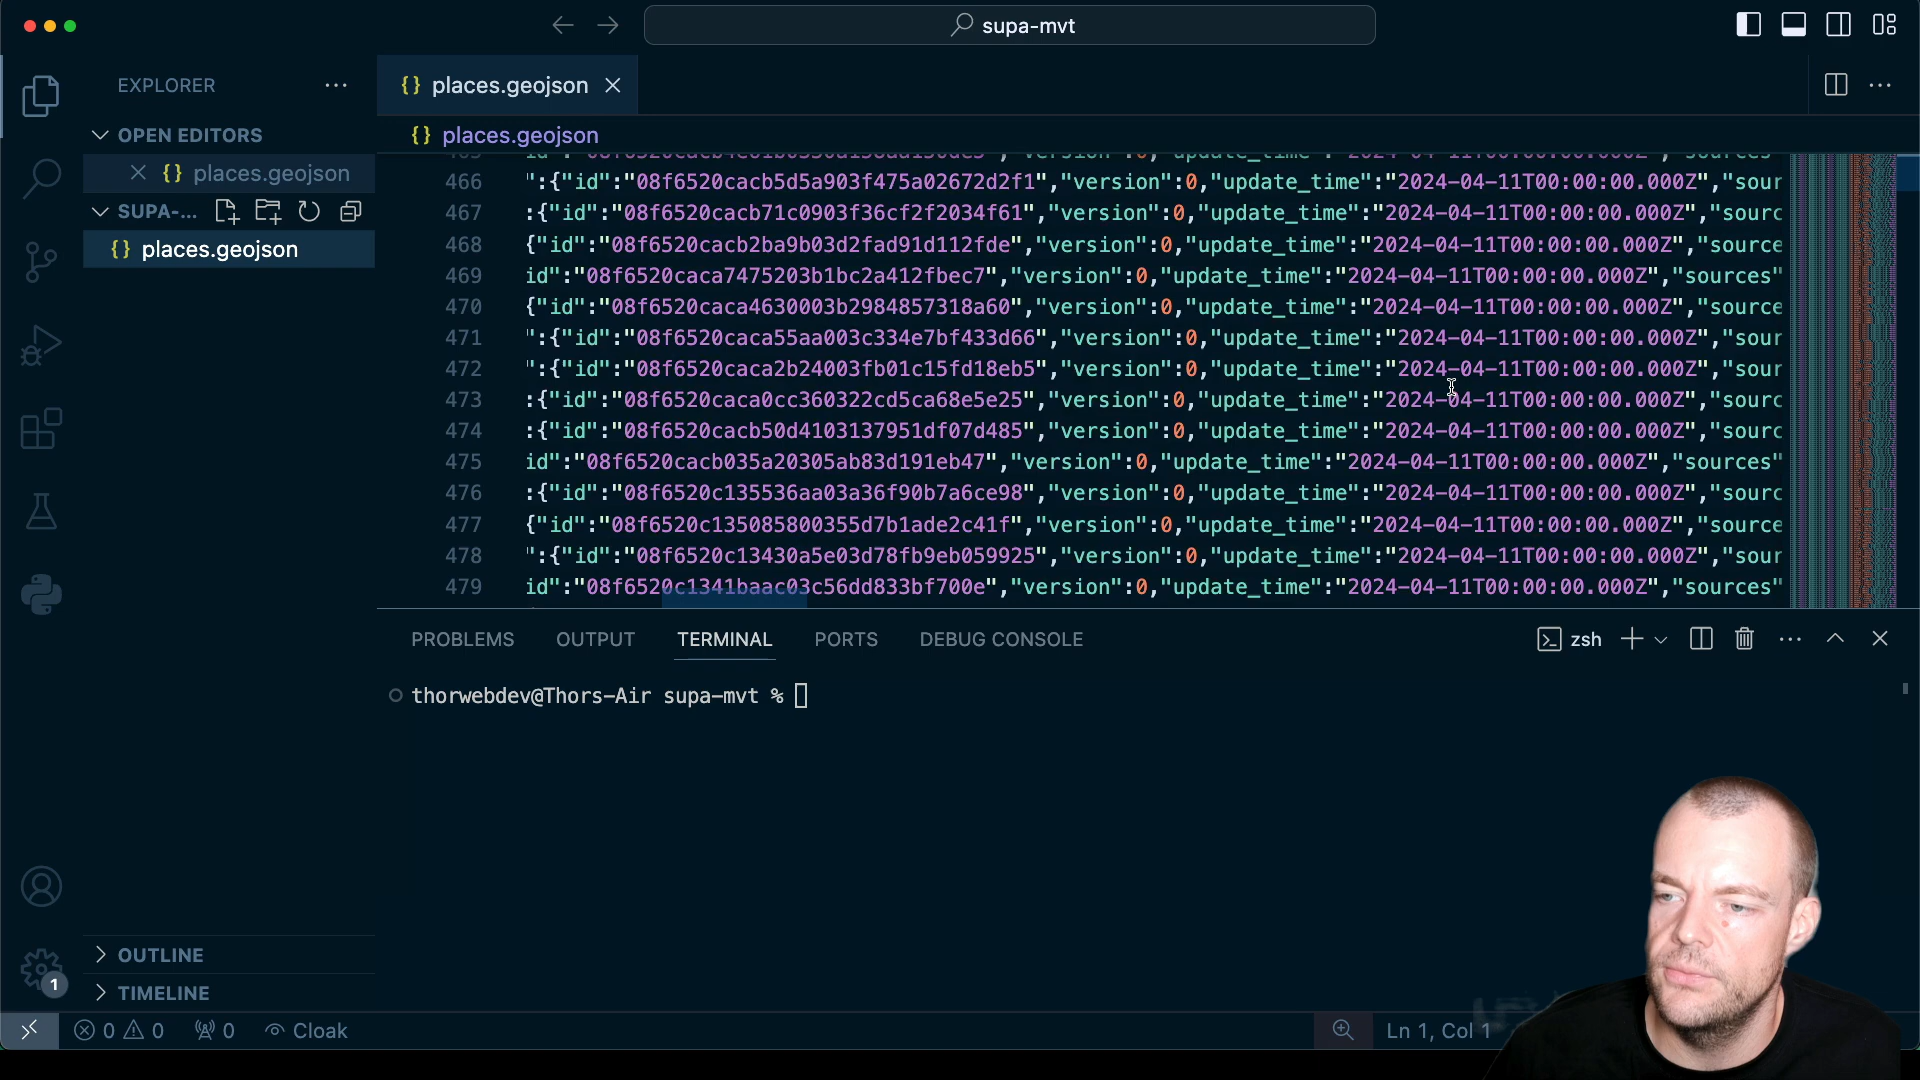 supa-mvt
EXPLORER
places.geojson
OPEN EDITORS
places.geojson
places.geojson
SUPA-...
places.geojson
466 ":{"id":"08f6520cacb5d5a903f475a02672d2f1","version":0,"update_time":"2024-04-11T00:00:00.000Z","sour
467 :{"id":"08f6520cacb71c0903f36cf2f2034f61","version":0,"update_time":"2024-04-11T00:00:00.000Z","sourc
468 {"id":"08f6520cacb2ba9b03d2fad91d112fde","version":0,"update_time":"2024-04-11T00:00:00.000Z","source
469 id":"08f6520caca7475203b1bc2a412fbec7","version":0,"update_time":"2024-04-11T00:00:00.000Z","sources"
470 {"id":"08f6520caca4630003b2984857318a60","version":0,"update_time":"2024-04-11T00:00:00.000Z","source
471 ":{"id":"08f6520caca55aa003c334e7bf433d66","version":0,"update_time":"2024-04-11T00:00:00.000Z","sour
472 ":{"id":"08f6520caca2b24003fb01c15fd18eb5","version":0,"update_time":"2024-04-11T00:00:00.000Z","sour
473 :{"id":"08f6520caca0cc360322cd5ca68e5e25","version":0,"update_time":"2024-04-11T00:00:00.000Z","sourc
474 :{"id":"08f6520cacb50d4103137951df07d485","version":0,"update_time":"2024-04-11T00:00:00.000Z","sourc
475 id":"08f6520cacb035a20305ab83d191eb47","version":0,"update_time":"2024-04-11T00:00:00.000Z","sources"
476 :{"id":"08f6520c135536aa03a36f90b7a6ce98","version":0,"update_time":"2024-04-11T00:00:00.000Z","sourc
477 {"id":"08f6520c135085800355d7b1ade2c41f","version":0,"update_time":"2024-04-11T00:00:00.000Z","source
478 ":{"id":"08f6520c13430a5e03d78fb9eb059925","version":0,"update_time":"2024-04-11T00:00:00.000Z","sour
479 id":"08f6520c1341baac03c56dd833bf700e","version":0,"update_time":"2024-04-11T00:00:00.000Z","sources"
PROBLEMS OUTPUT TERMINAL PORTS DEBUG CONSOLE zsh
thorwebdev@Thors-Air supa-mvt %
OUTLINE
1
TIMELINE
0 0 0 Cloak Ln 1, Col 1